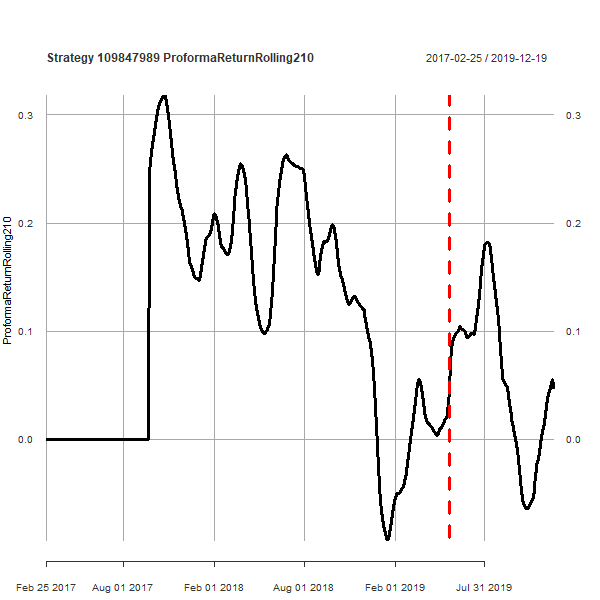 Strategy 109847989 ProformaReturnRolling210
2017-02-25 / 2019-12-19
0.3 0.3
0.2 0.2
ProformaReturnRolling210
0.1 0.1
0.0 0.0
Feb 25 2017 Aug 01 2017 Feb 01 2018 Aug 01 2018 Feb 01 2019 Jul 31 2019